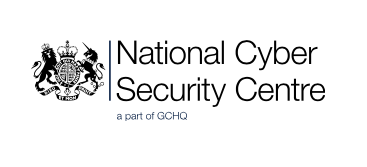 National Cyber
Security Centre
a part of GCHQ